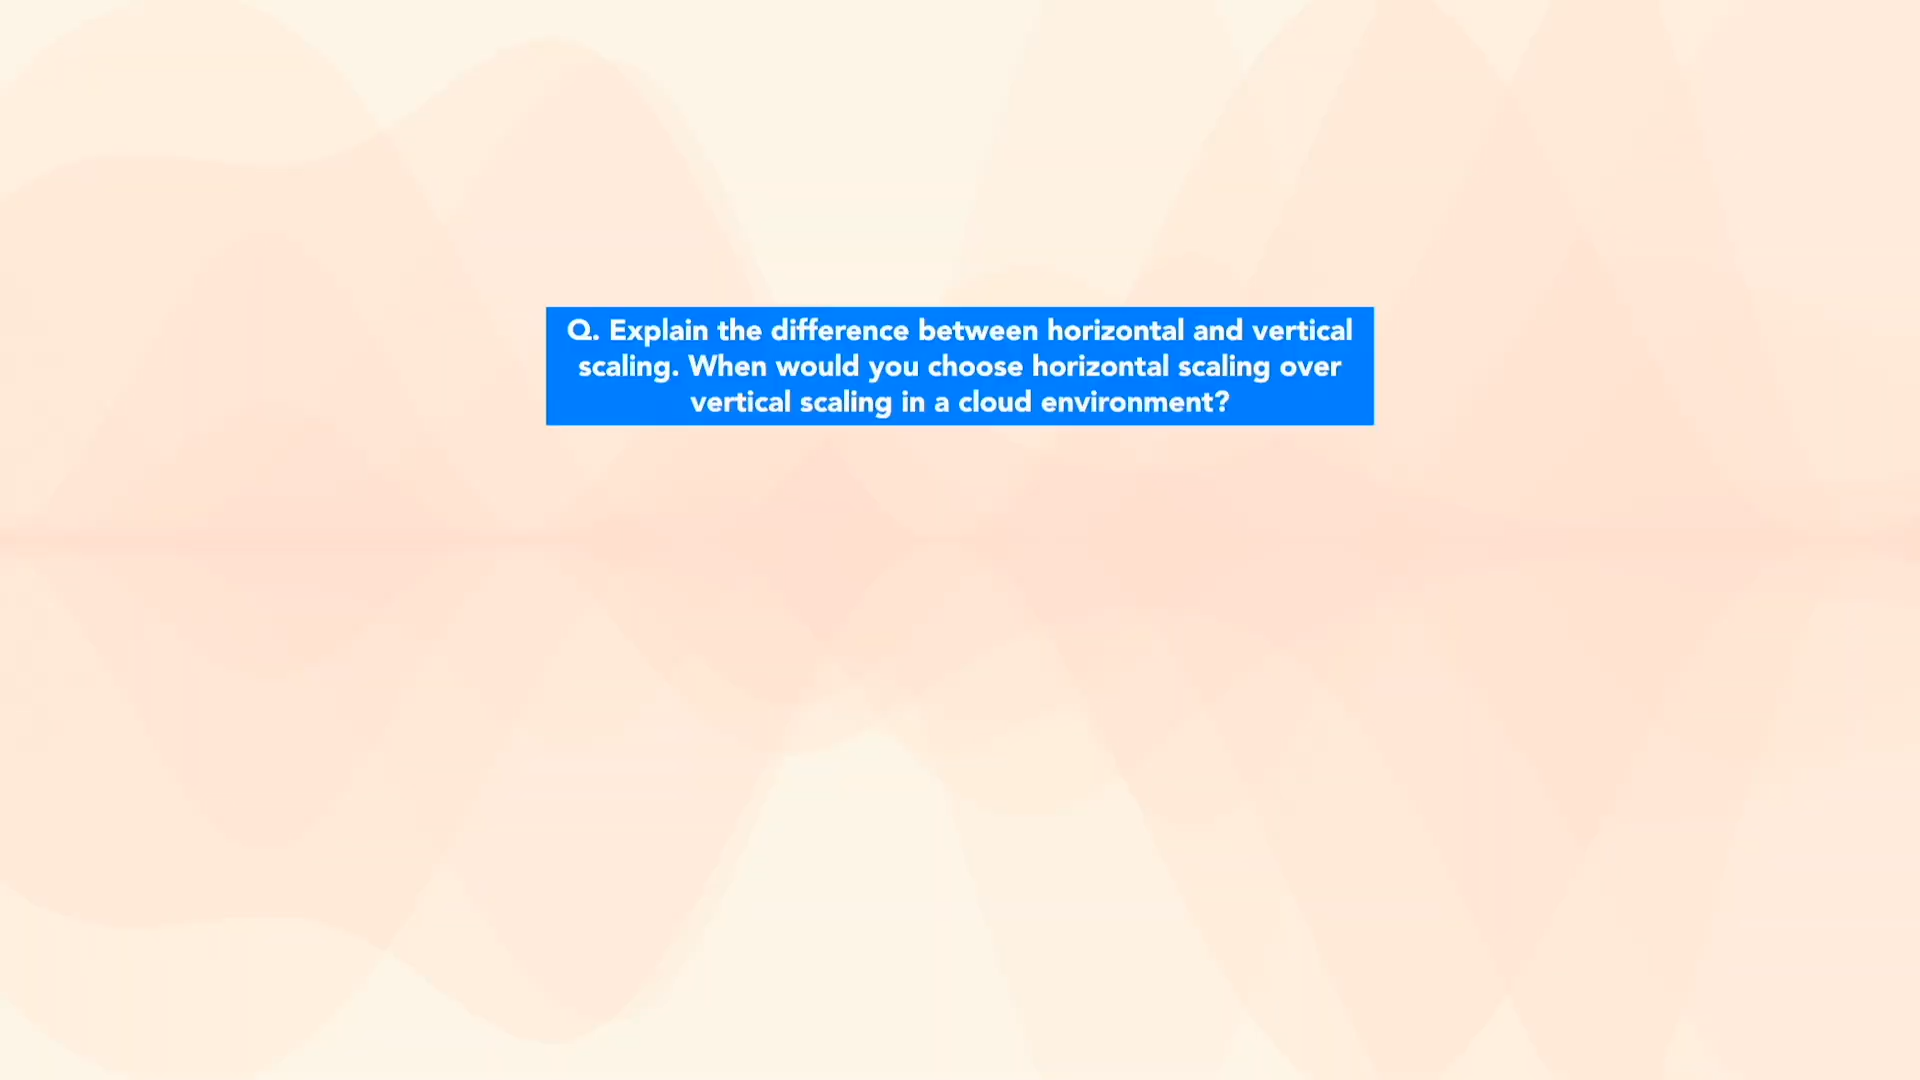 Q. Explain the difference between horizontal and vertical
scaling. When would you choose horizontal scaling over
vertical scaling in a cloud environment?